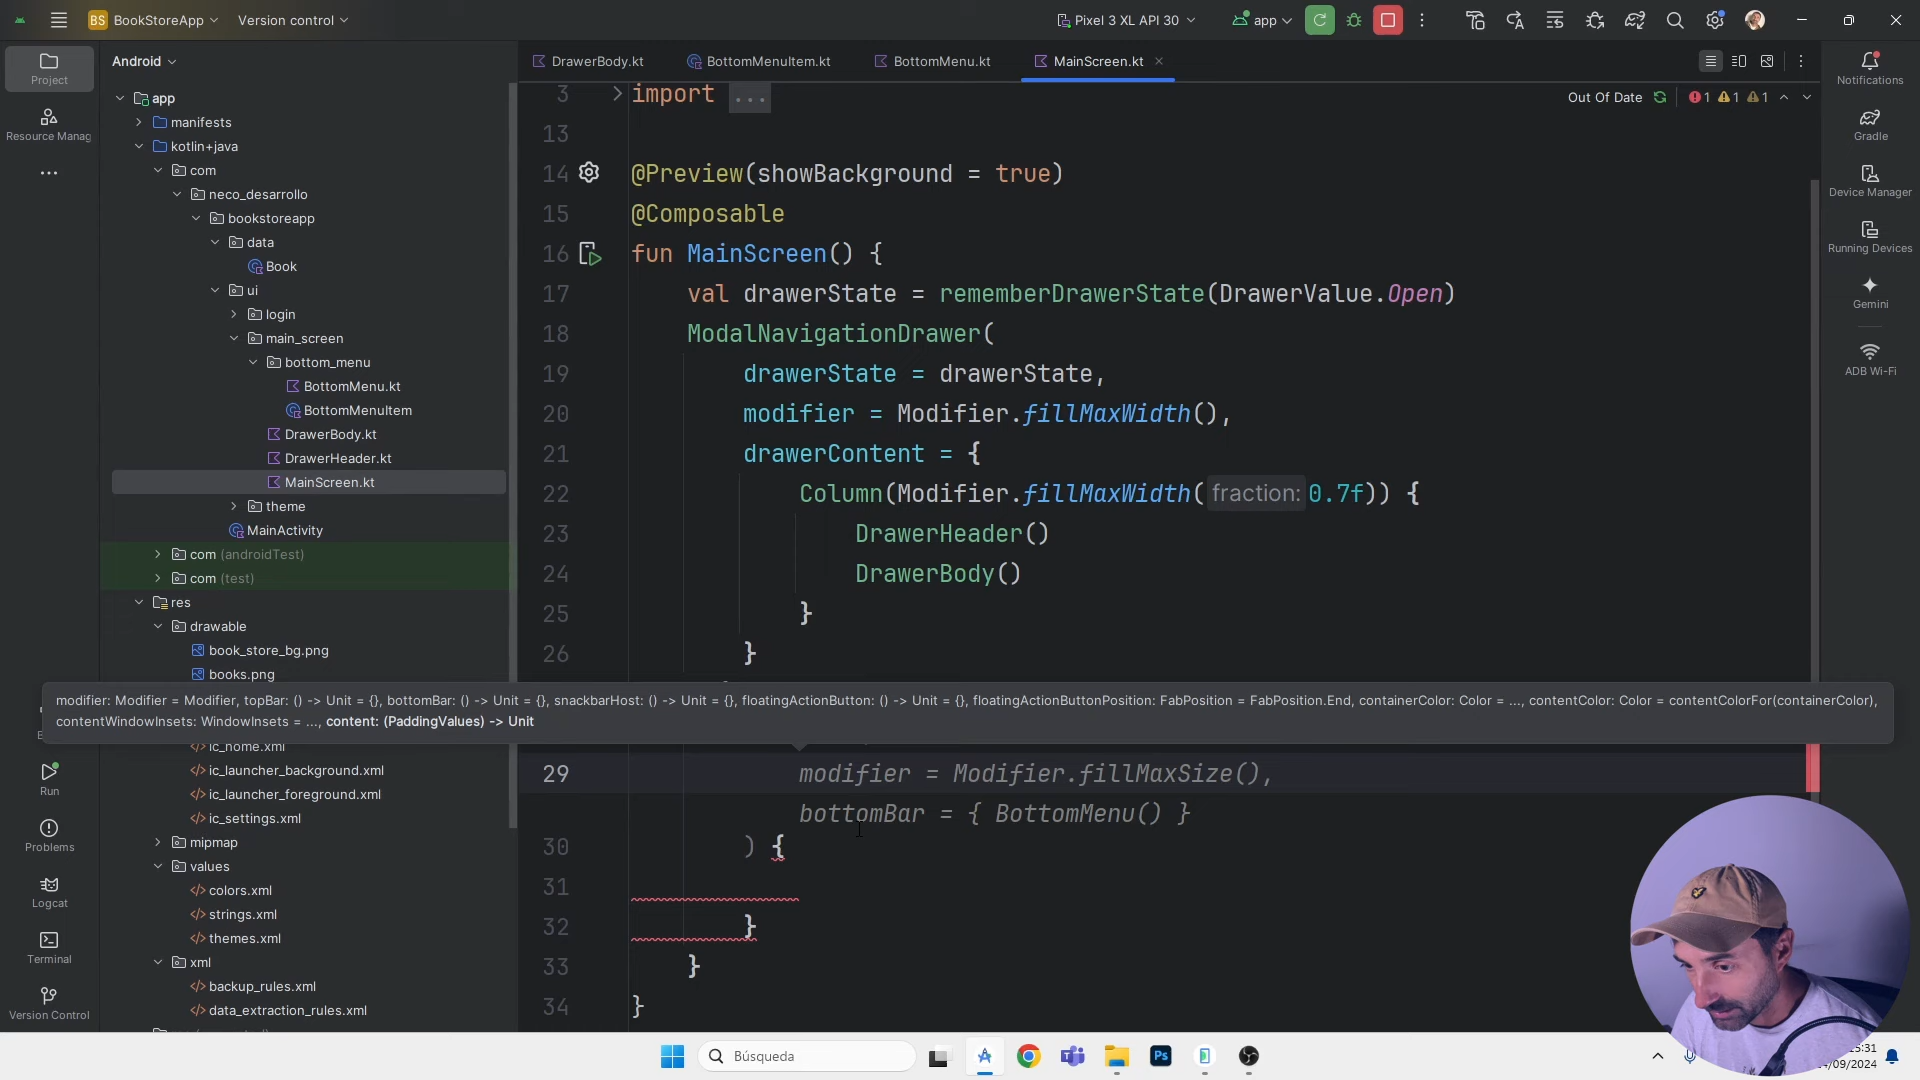 BS BookStoreApp
Version control
Pixel 3 XL API 30
app
Project
Android
DrawerBody.kt
BottomMenuItem.kt
BottomMenu.kt
MainScreen.kt
Notifications
Resource Manag
Gradle
Device Manager
Running Devices
Gemini
ADB Wi-Fi
app
manifests
kotlin+java
com
neco_desarrollo
bookstoreapp
data
Book
ui
login
main_screen
bottom_menu
BottomMenu.kt
BottomMenuItem
DrawerBody.kt
DrawerHeader.kt
MainScreen.kt
theme
MainActivity
com (androidTest)
com (test)
res
drawable
book_store_bg.png
books.png
ic_home.xml
ic_launcher_background.xml
ic_launcher_foreground.xml
ic_settings.xml
mipmap
values
colors.xml
strings.xml
themes.xml
xml
backup_rules.xml
data_extraction_rules.xml
Run
Problems
Logcat
Terminal
Version Control
Out Of Date 1 1 1
3 import ...
13
14 @Preview(showBackground = true)
15 @Composable
16 fun MainScreen() {
17 val drawerState = rememberDrawerState(DrawerValue.Open)
18 ModalNavigationDrawer(
19 drawerState = drawerState,
20 modifier = Modifier.fillMaxWidth(),
21 drawerContent = {
22 Column(Modifier.fillMaxWidth( fraction: 0.7f)) {
23 DrawerHeader()
24 DrawerBody()
25 }
26 }
modifier: Modifier = Modifier, topBar: () -> Unit = {}, bottomBar: () -> Unit = {}, snackbarHost: () -> Unit = {}, floatingActionButton: () -> Unit = {}, floatingActionButtonPosition: FabPosition = FabPosition.End, containerColor: Color = ..., contentColor: Color = contentColorFor(containerColor),
contentWindowInsets: WindowInsets = ..., content: (PaddingValues) -> Unit
29 modifier = Modifier.fillMaxSize(),
bottomBar = { BottomMenu() }
30 ) {
31
32 }
33 }
34 }
Búsqueda
15:31
/09/2024